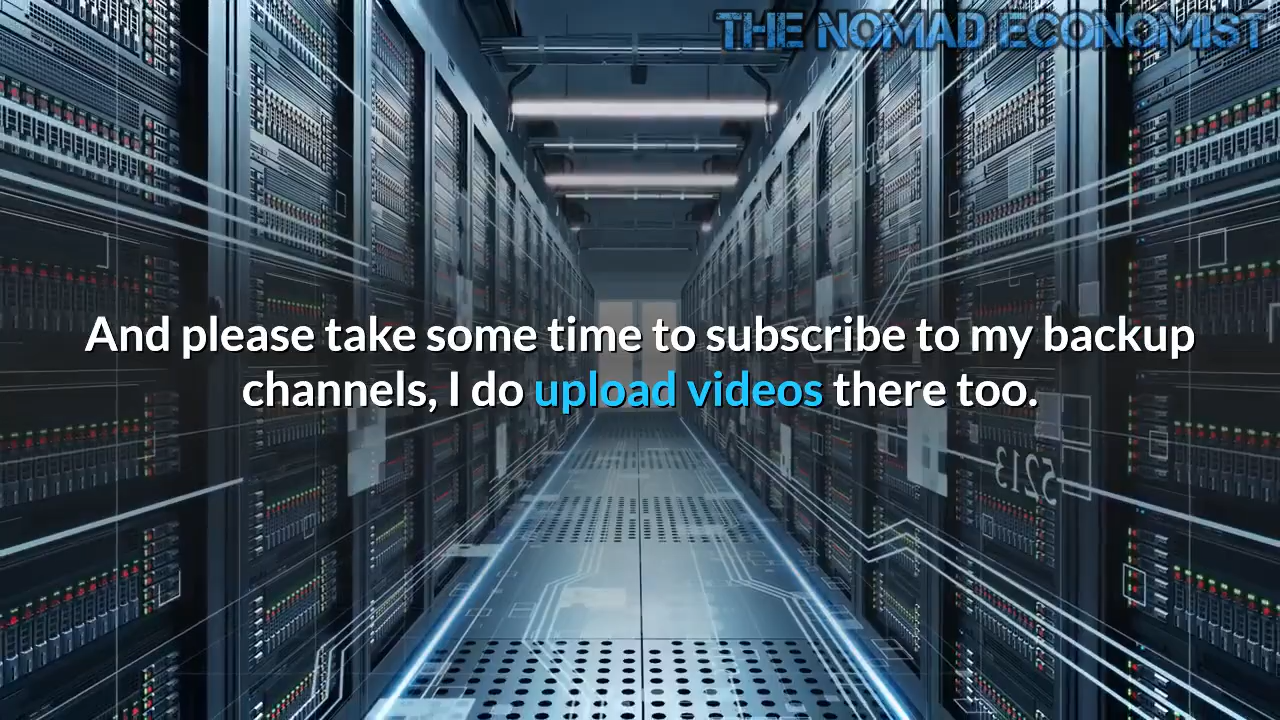 THE NOMAD ECONOMIST
And please take some time to subscribe to my backup
channels, I do upload videos there too.
5213